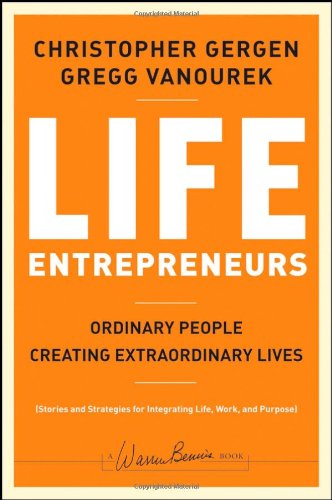 CHRISTOPHER GERGEN
GREGG VANOUREK
LIFE
ENTREPRENEURS
ORDINARY PEOPLE
CREATING EXTRAORDINARY LIVES
(Stories and Strategies for Integrating Life, Work, and Purpose)
A Warren Bennis BOOK